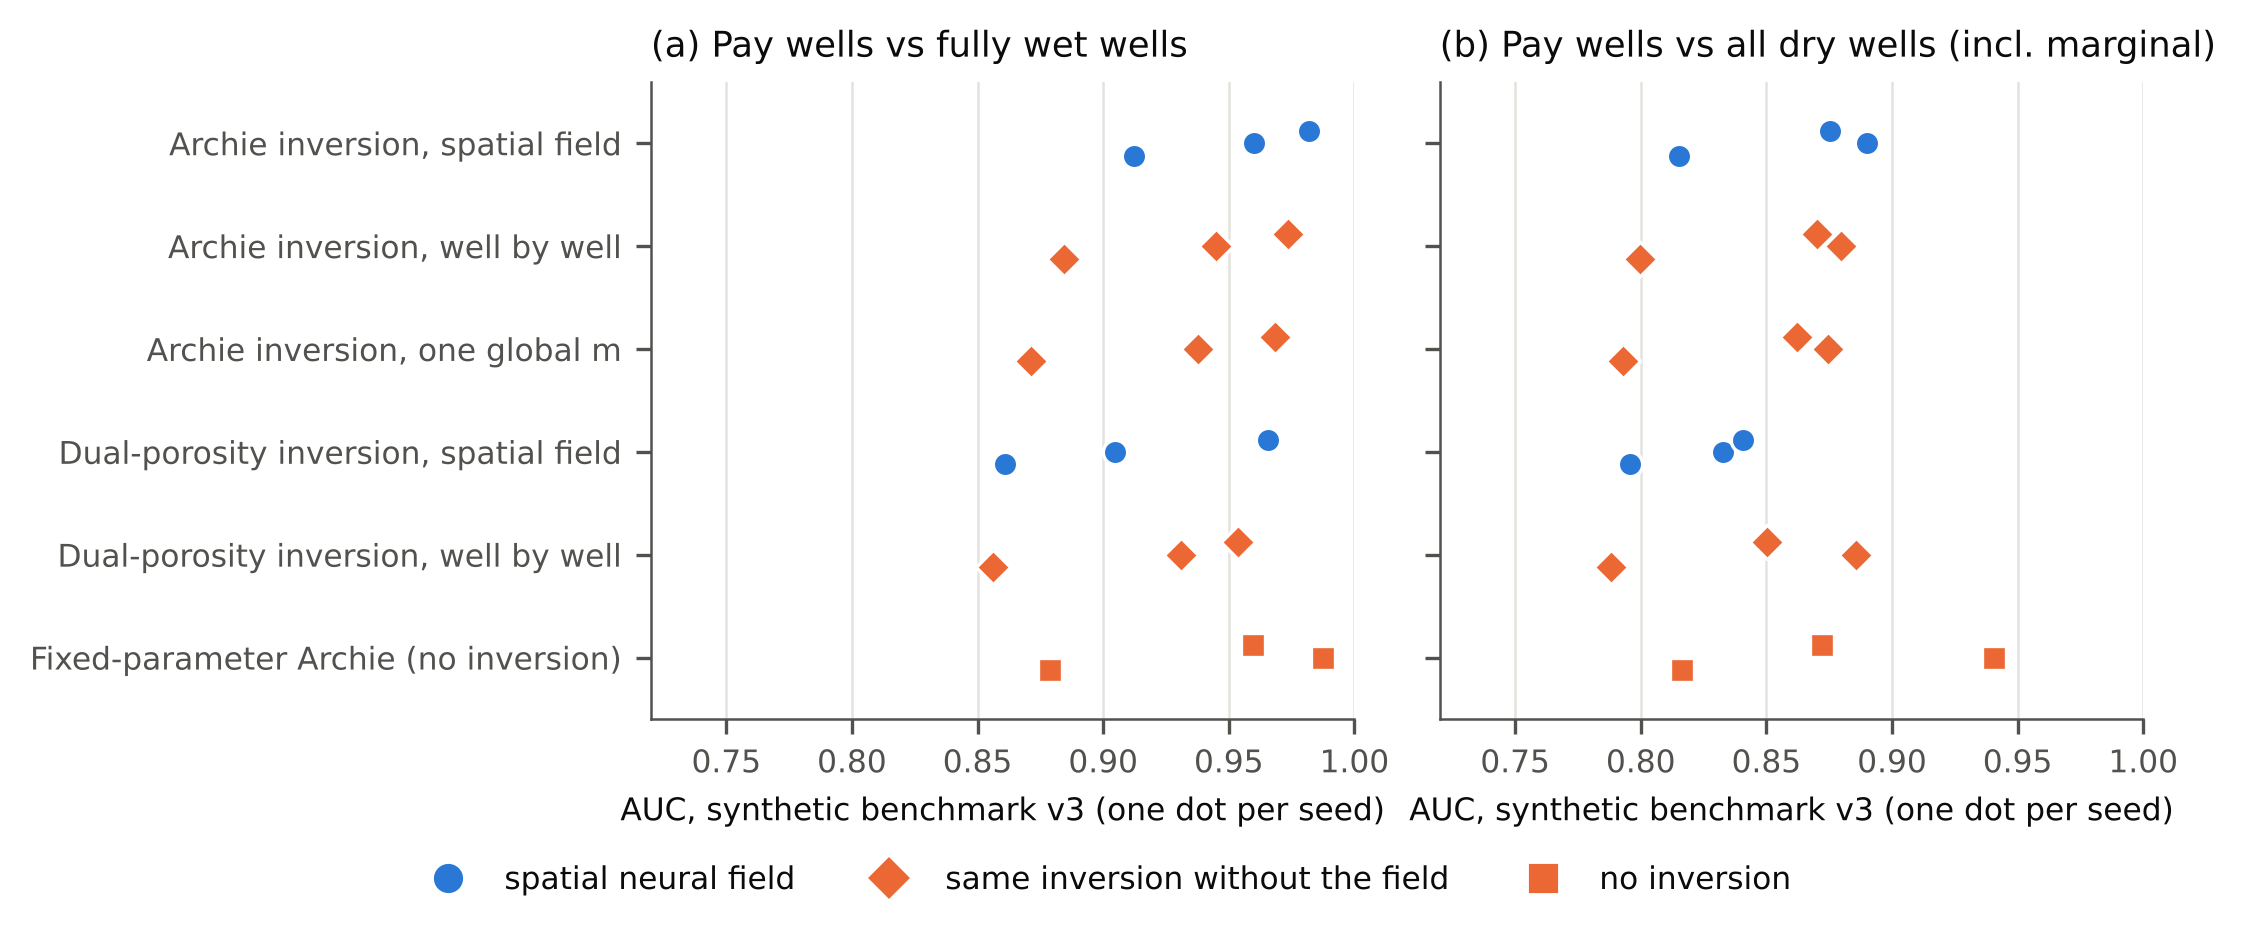 (a) Pay wells vs fully wet wells
(b) Pay wells vs all dry wells (incl. marginal)
Archie inversion, spatial field
Archie inversion, well by well
Archie inversion, one global m
Dual-porosity inversion, spatial field
Dual-porosity inversion, well by well
Fixed-parameter Archie (no inversion)
0.75 0.80 0.85 0.90 0.95 1.00
0.75 0.80 0.85 0.90 0.95 1.00
AUC, synthetic benchmark v3 (one dot per seed)
AUC, synthetic benchmark v3 (one dot per seed)
spatial neural field
same inversion without the field
no inversion